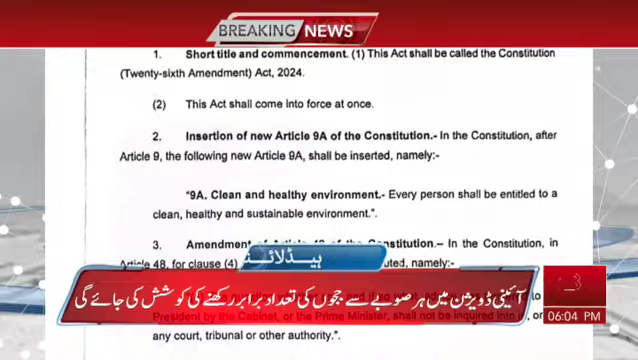 BREAKING NEWS
1. Short title and commencement. (1) This Act shall be called the Constitution
(Twenty-sixth Amendment) Act, 2024.
(2) This Act shall come into force at once.
2. Insertion of new Article 9A of the Constitution.- In the Constitution, after
Article 9, the following new Article 9A, shall be inserted, namely:-
"9A. Clean and healthy environment.- Every person shall be entitled to a
clean, healthy and sustainable environment.".
3. Amendment of Article 48 of the Constitution.– In the Constitution, in
Article 48, for clause (4) namely:-
ہیڈلائنز
آئینی ڈویژن میں ہر صوبے سے ججوں کی تعداد برابر رکھنے کی کوشش کی جائے گی
President by the Cabinet, or the Prime Minister, shall not be inquired into in, or
any court, tribunal or other authority.".
06:04 PM